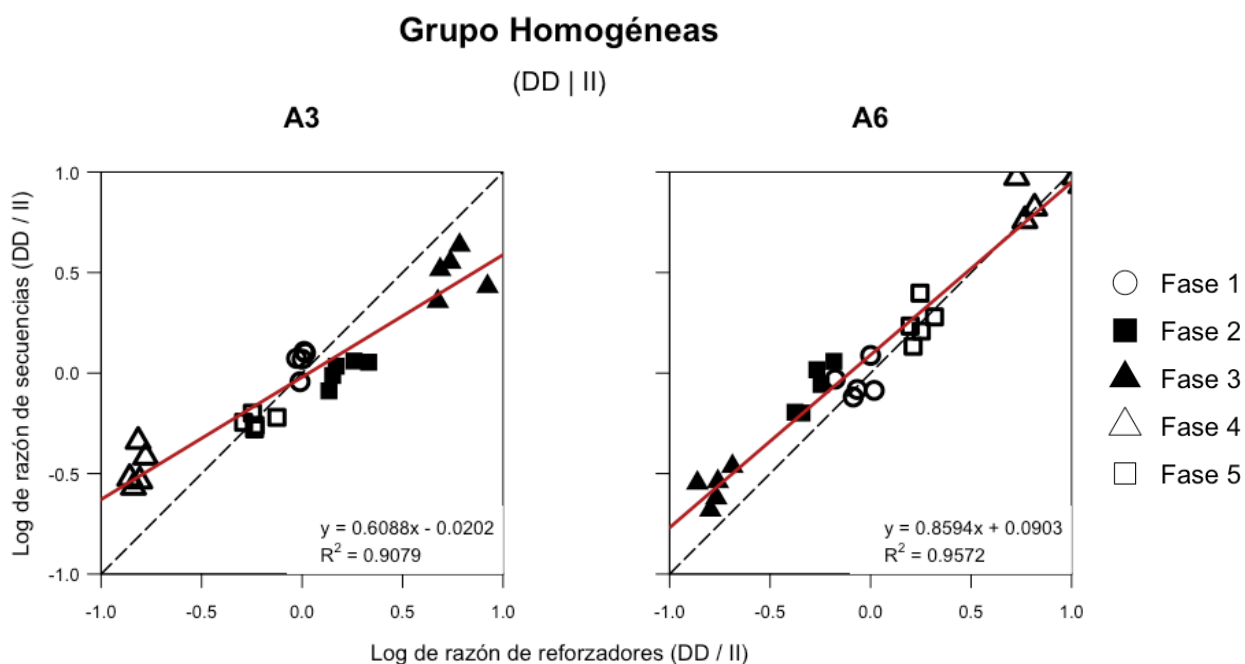 Grupo Homogéneas
(DD | II)
A3
A6
Log de razón de secuencias (DD / II)
1.0
0.5
0.0
-0.5
-1.0
y = 0.6088x - 0.0202
R² = 0.9079
y = 0.8594x + 0.0903
R² = 0.9572
-1.0 -0.5 0.0 0.5 1.0
-1.0 -0.5 0.0 0.5 1.0
Log de razón de reforzadores (DD / II)
Fase 1
Fase 2
Fase 3
Fase 4
Fase 5